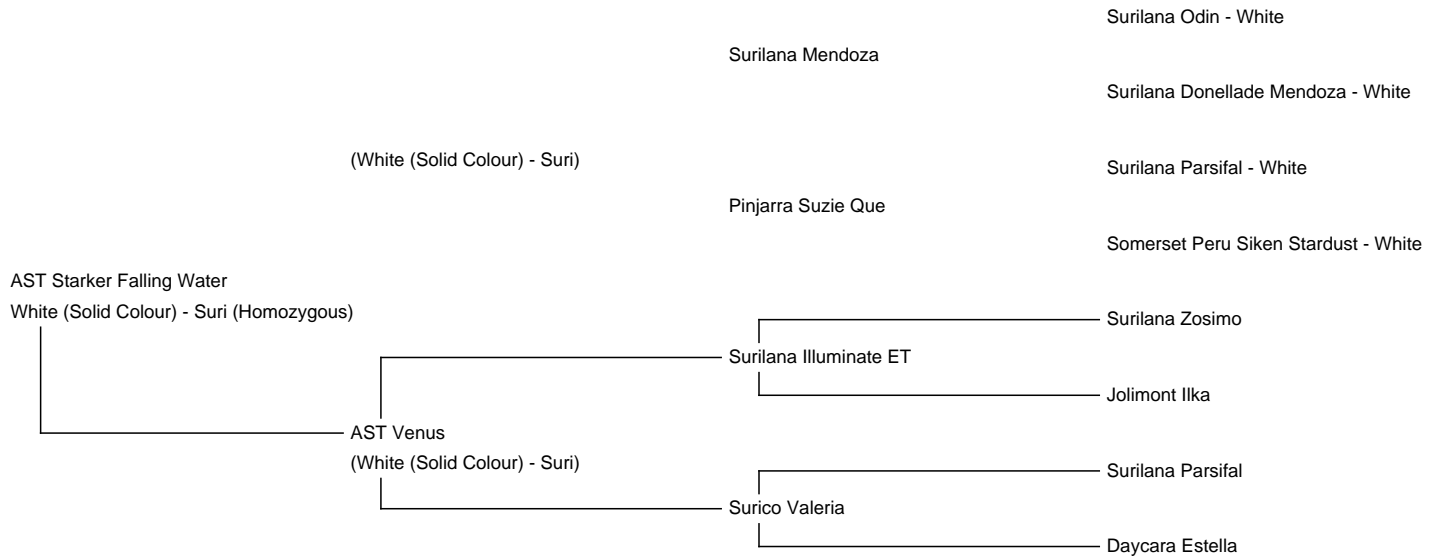 Surilana Odin - White
Surilana Mendoza
Surilana Donellade Mendoza - White
(White (Solid Colour) - Suri)
Surilana Parsifal - White
Pinjarra Suzie Que
Somerset Peru Siken Stardust - White
AST Starker Falling Water
White (Solid Colour) - Suri (Homozygous)
Surilana Zosimo
Surilana Illuminate ET
Jolimont Ilka
AST Venus
(White (Solid Colour) - Suri)
Surilana Parsifal
Surico Valeria
Daycara Estella